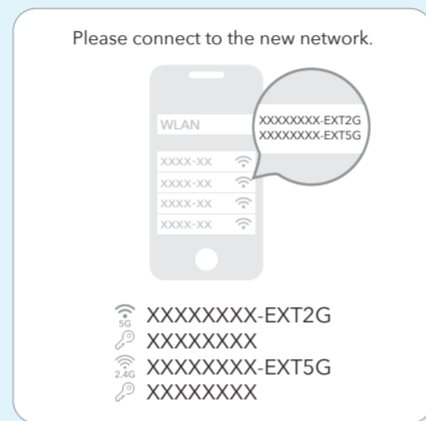 Please connect to the new network.
WLAN
XXXXXXXX-EXT2G
XXXXXXXX-EXT5G
XXXX-XX
XXXX-XX
XXXX-XX
XXXX-XX
5G XXXXXXXX-EXT2G
XXXXXXXX
2.4G XXXXXXXX-EXT5G
XXXXXXXX